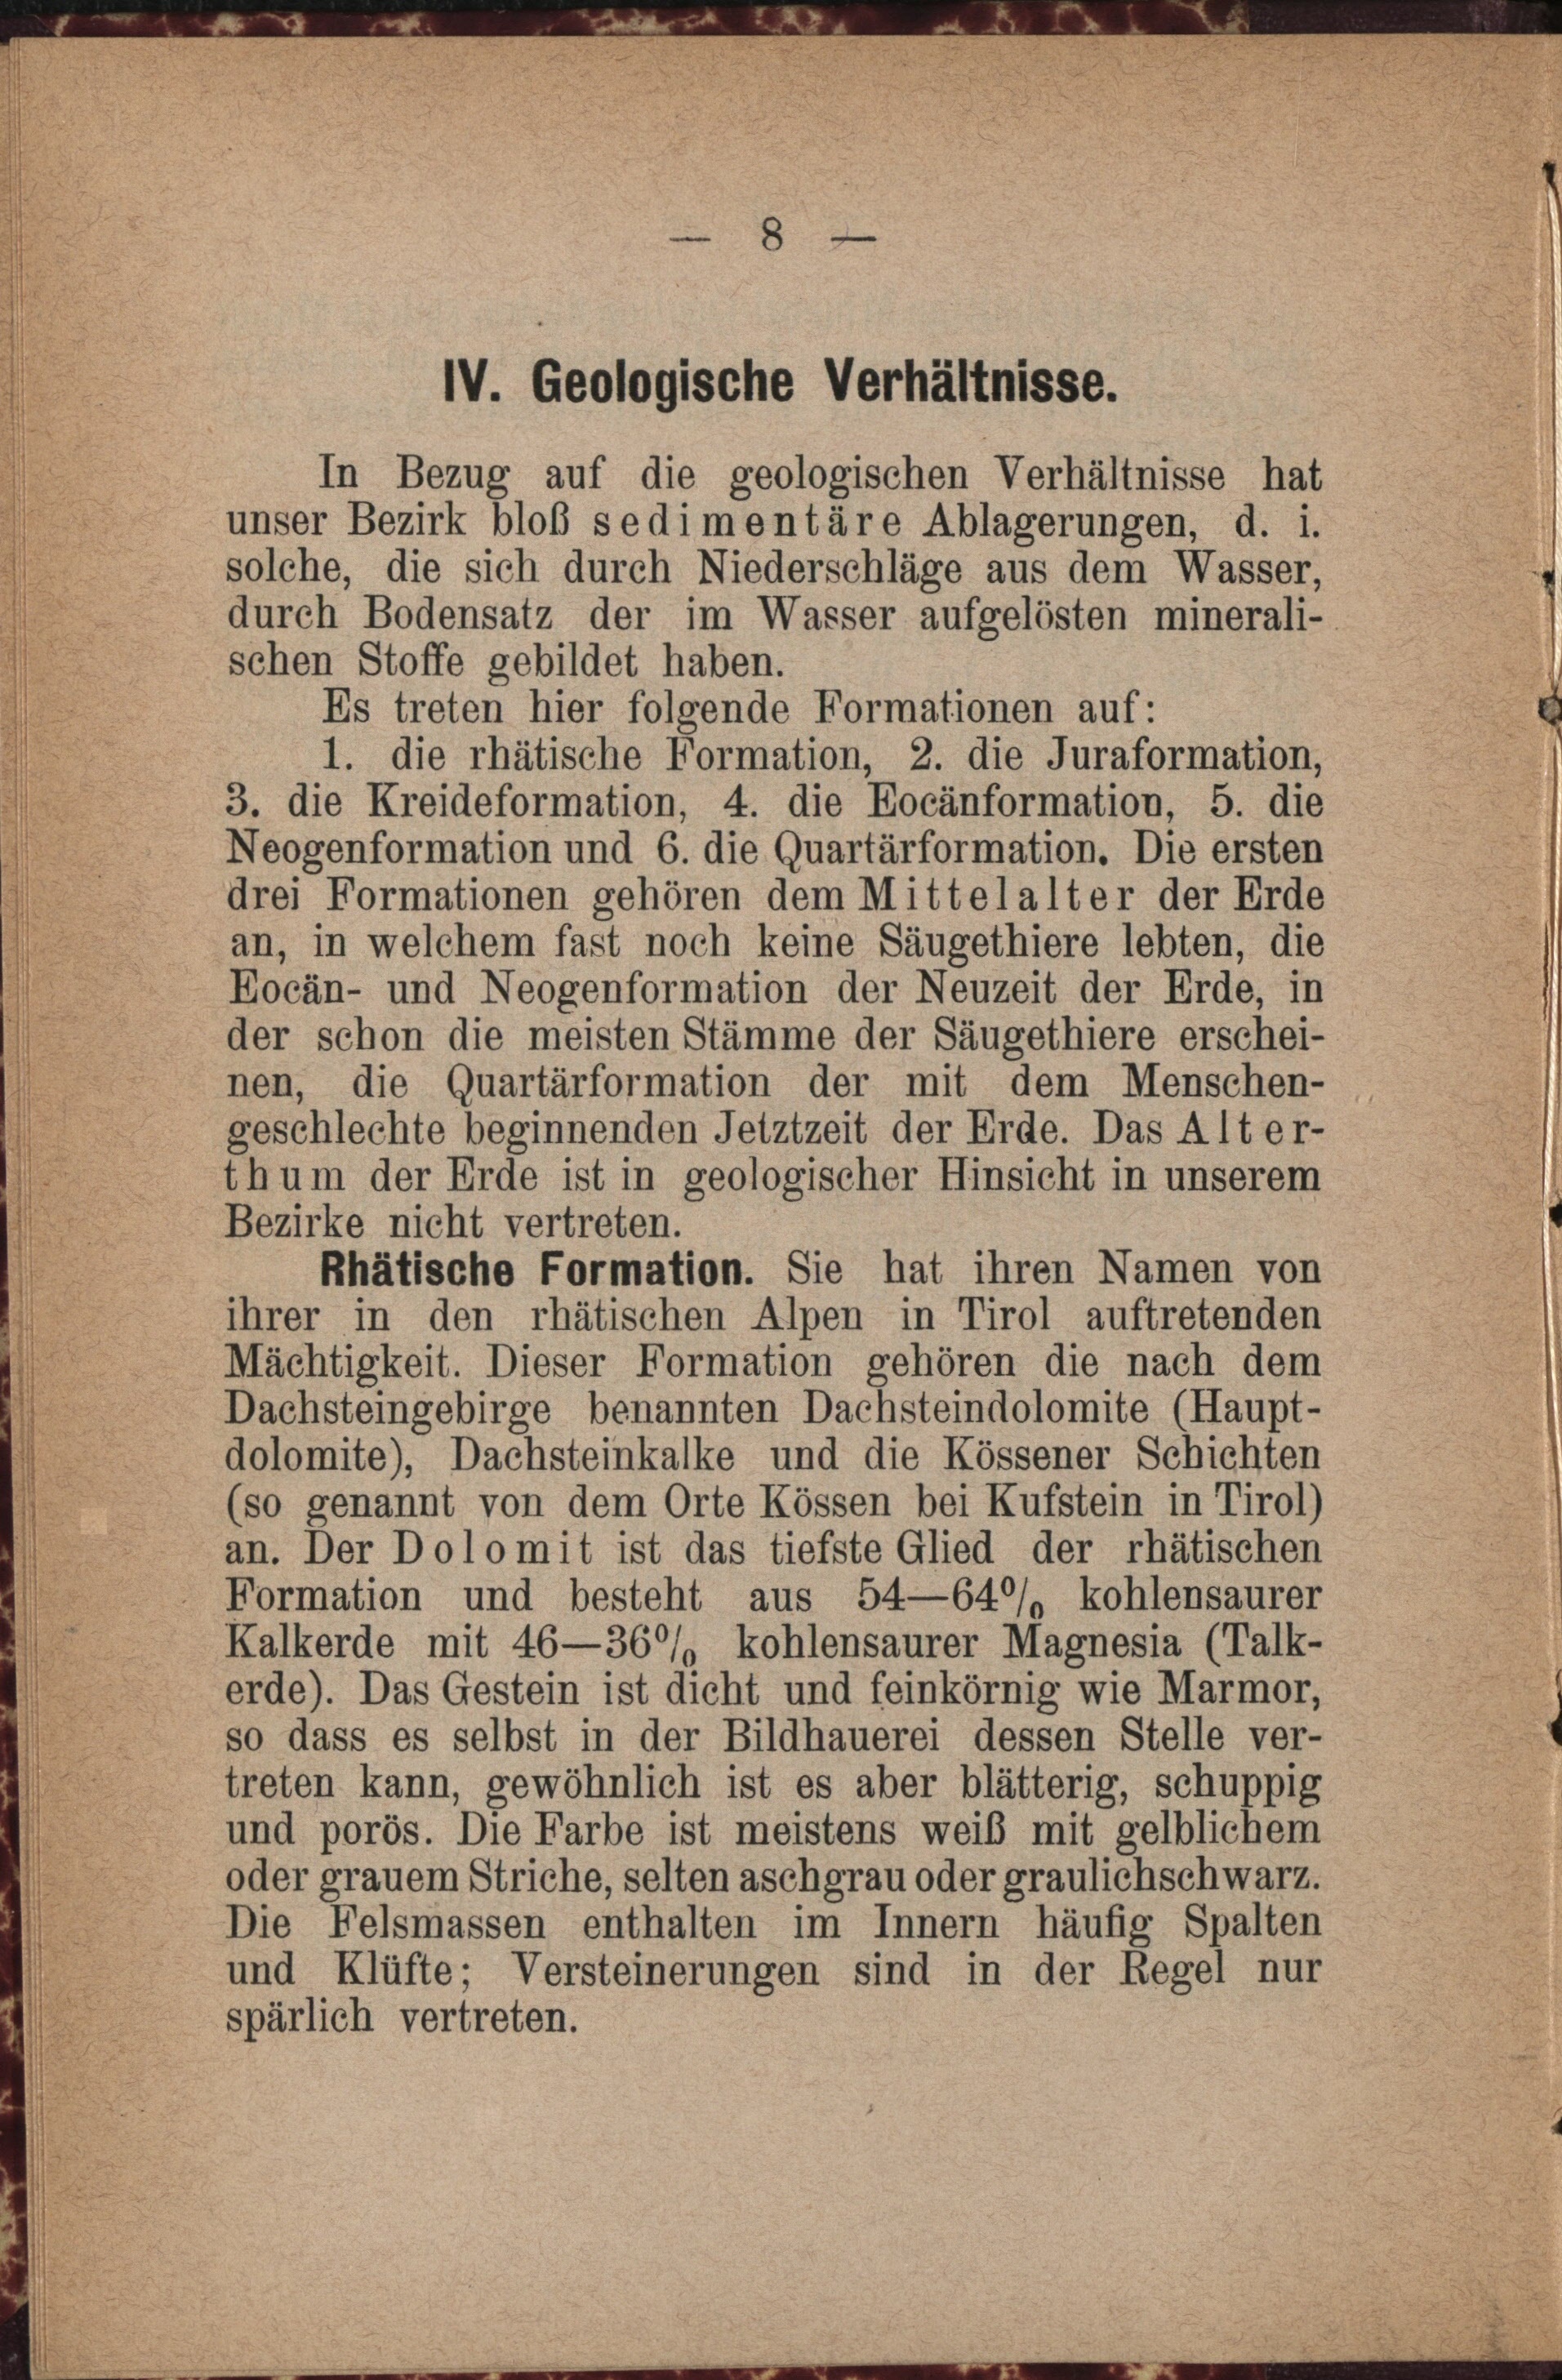 — 8 —
IV. Geologische Verhältnisse.
In Bezug auf die geologischen Verhältnisse hat
unser Bezirk bloß sedimentäre Ablagerungen, d. i.
solche, die sich durch Niederschläge aus dem Wasser,
durch Bodensatz der im Wasser aufgelösten minerali-
schen Stoffe gebildet haben.
Es treten hier folgende Formationen auf:
1. die rhätische Formation, 2. die Juraformation,
3. die Kreideformation, 4. die Eocänformation, 5. die
Neogenformation und 6. die Quartärformation. Die ersten
drei Formationen gehören dem Mittelalter der Erde
an, in welchem fast noch keine Säugethiere lebten, die
Eocän- und Neogenformation der Neuzeit der Erde, in
der schon die meisten Stämme der Säugethiere erschei-
nen, die Quartärformation der mit dem Menschen-
geschlechte beginnenden Jetztzeit der Erde. Das Alter-
thum der Erde ist in geologischer Hinsicht in unserem
Bezirke nicht vertreten.
Rhätische Formation. Sie hat ihren Namen von
ihrer in den rhätischen Alpen in Tirol auftretenden
Mächtigkeit. Dieser Formation gehören die nach dem
Dachsteingebirge benannten Dachsteindolomite (Haupt-
dolomite), Dachsteinkalke und die Kössener Schichten
(so genannt von dem Orte Kössen bei Kufstein in Tirol)
an. Der Dolomit ist das tiefste Glied der rhätischen
Formation und besteht aus 54—64% kohlensaurer
Kalkerde mit 46—36% kohlensaurer Magnesia (Talk-
erde). Das Gestein ist dicht und feinkörnig wie Marmor,
so dass es selbst in der Bildhauerei dessen Stelle ver-
treten kann, gewöhnlich ist es aber blätterig, schuppig
und porös. Die Farbe ist meistens weiß mit gelblichem
oder grauem Striche, selten aschgrau oder graulichschwarz.
Die Felsmassen enthalten im Innern häufig Spalten
und Klüfte; Versteinerungen sind in der Regel nur
spärlich vertreten.